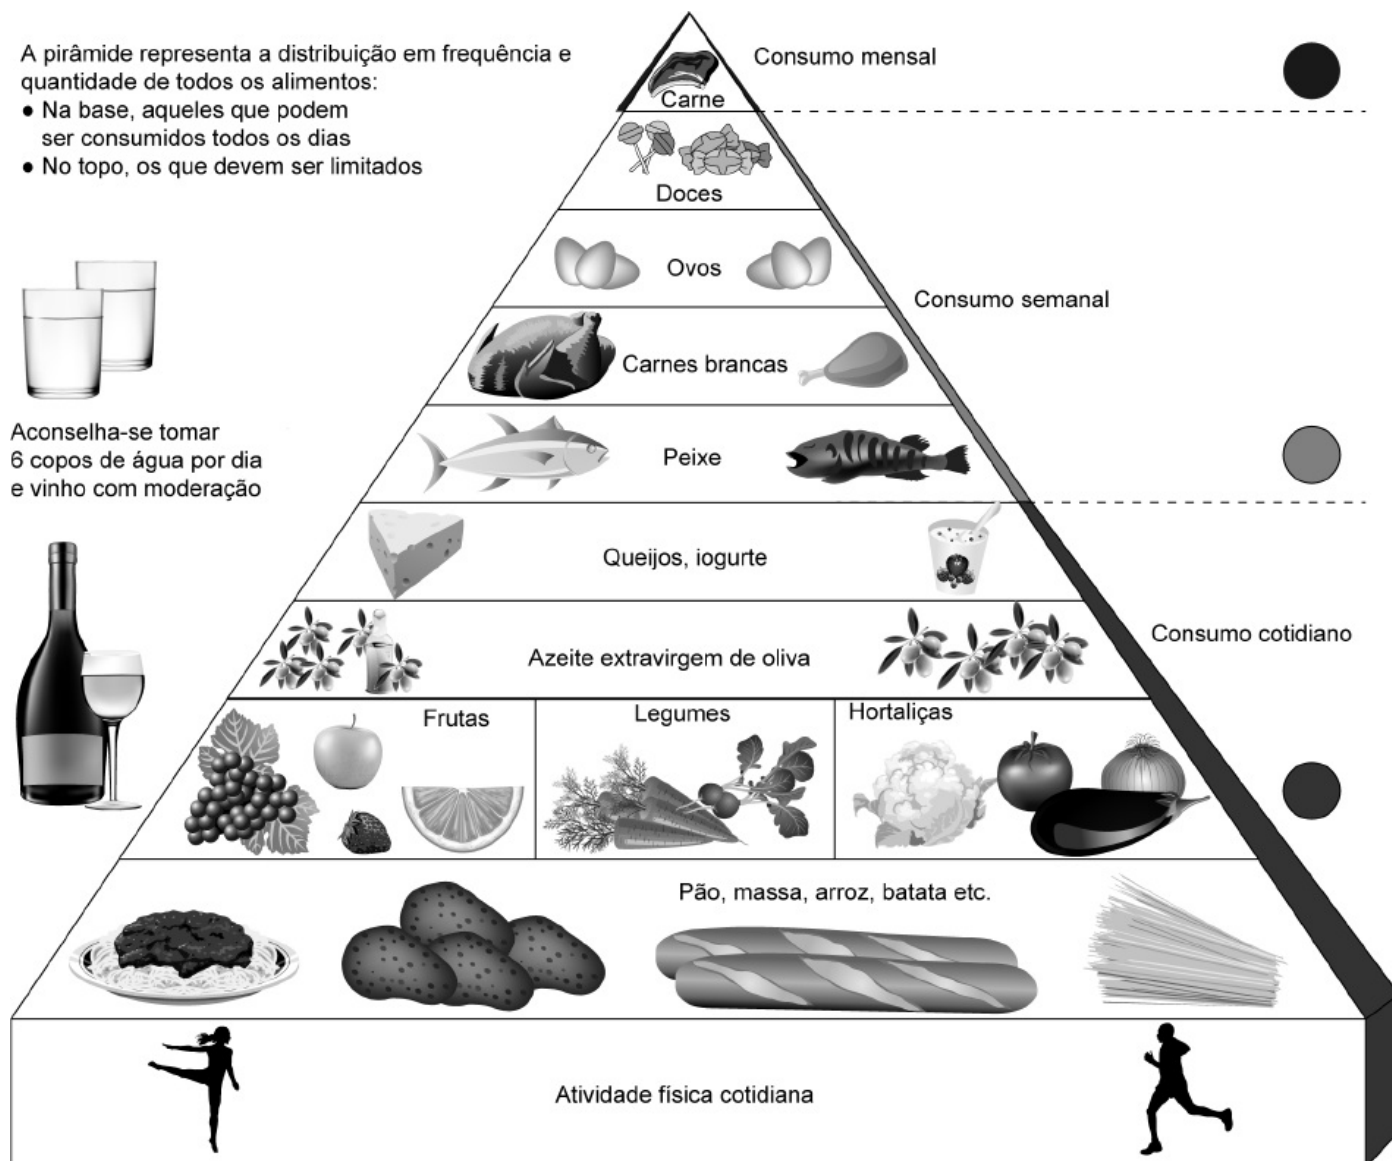 A pirâmide representa a distribuição em frequência e
quantidade de todos os alimentos:
● Na base, aqueles que podem
ser consumidos todos os dias
● No topo, os que devem ser limitados
Consumo mensal
Carne
Doces
Ovos
Consumo semanal
Carnes brancas
Peixe
Aconselha-se tomar
6 copos de água por dia
e vinho com moderação
Queijos, iogurte
Consumo cotidiano
Azeite extravirgem de oliva
Frutas
Legumes
Hortaliças
Pão, massa, arroz, batata etc.
Atividade física cotidiana